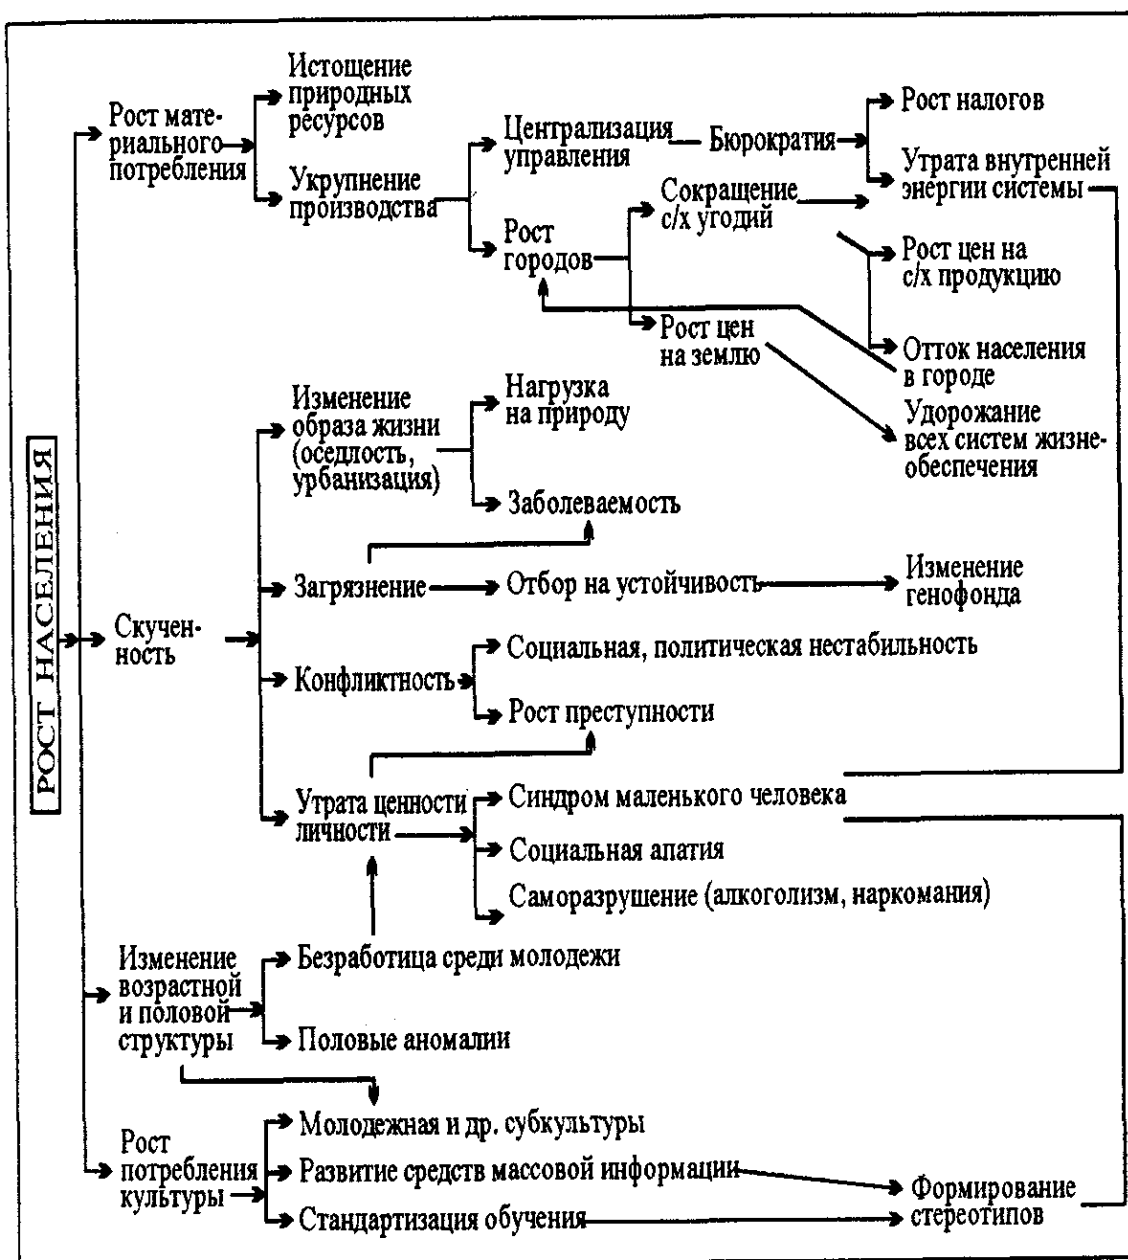 РОСТ НАСЕЛЕНИЯ
Рост мате-
риального
потребления
Истощение
природных
ресурсов
Укрупнение
производства
Централизация
управления
Бюрократия
Рост налогов
Утрата внутренней
энергии системы
Рост
городов
Сокращение
с/х угодий
Рост цен на
с/х продукцию
Рост цен
на землю
Отток населения
в городе
Удорожание
всех систем жизне-
обеспечения
Скучен-
ность
Изменение
образа жизни
(оседлость,
урбанизация)
Нагрузка
на природу
Заболеваемость
Загрязнение
Отбор на устойчивость
Изменение
генофонда
Конфликтность
Социальная, политическая нестабильность
Рост преступности
Утрата ценности
личности
Синдром маленького человека
Социальная апатия
Саморазрушение (алкоголизм, наркомания)
Изменение
возрастной
и половой
структуры
Безработица среди молодежи
Половые аномалии
Рост
потребления
культуры
Молодежная и др. субкультуры
Развитие средств массовой информации
Стандартизация обучения
Формирование
стереотипов